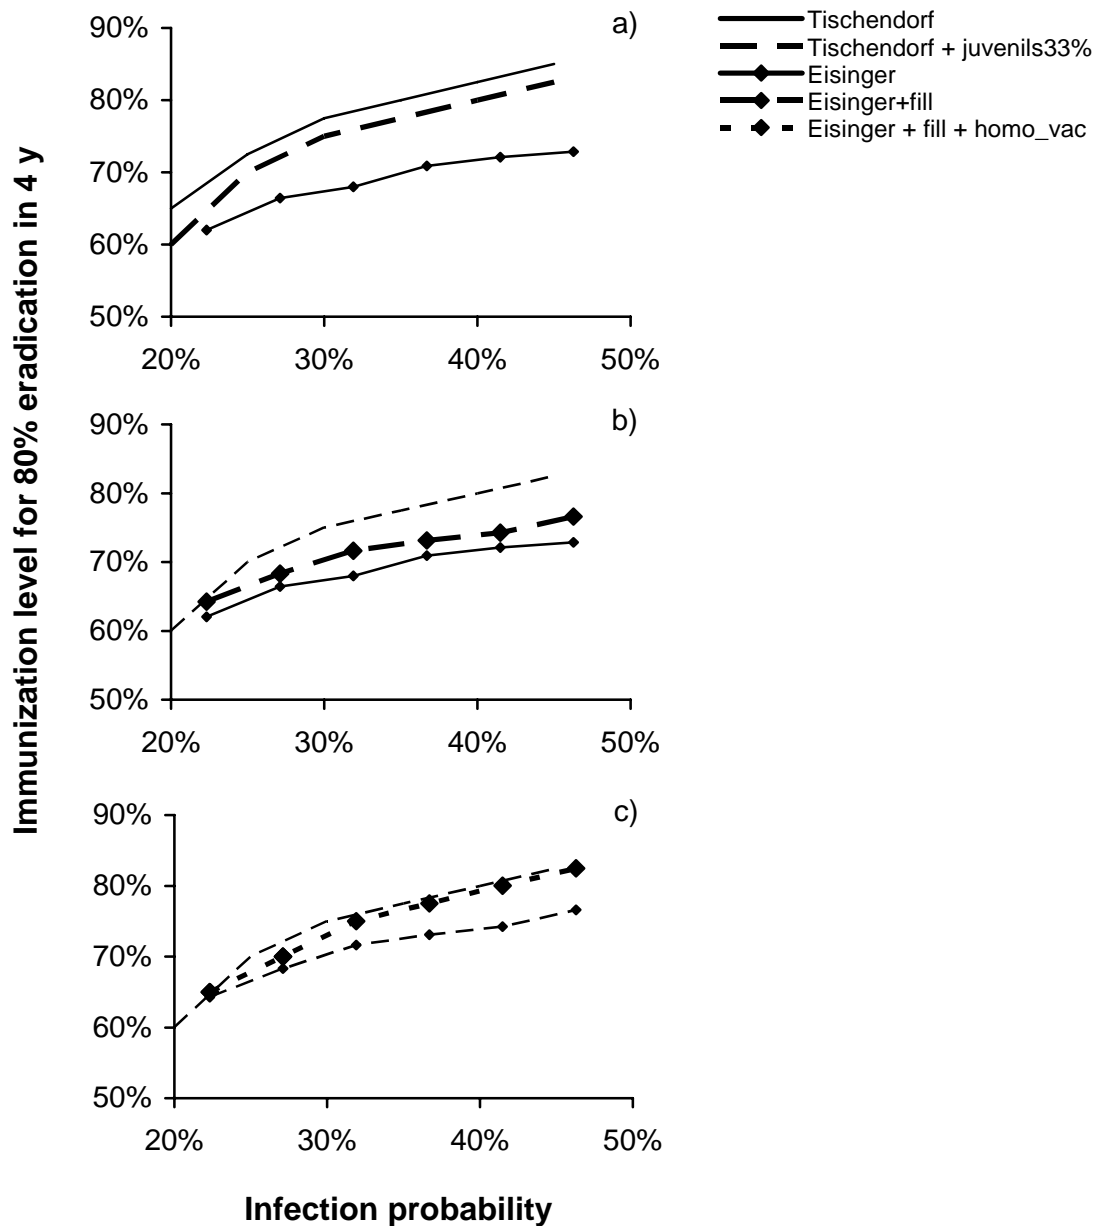 a)
Tischendorf
Tischendorf + juvenils33%
Eisinger
Eisinger+fill
Eisinger + fill + homo_vac
Immunization level for 80% eradication in 4 y
90%
80%
70%
60%
50%
20% 30% 40% 50%
b)
90%
80%
70%
60%
50%
20% 30% 40% 50%
c)
90%
80%
70%
60%
50%
20% 30% 40% 50%
Infection probability